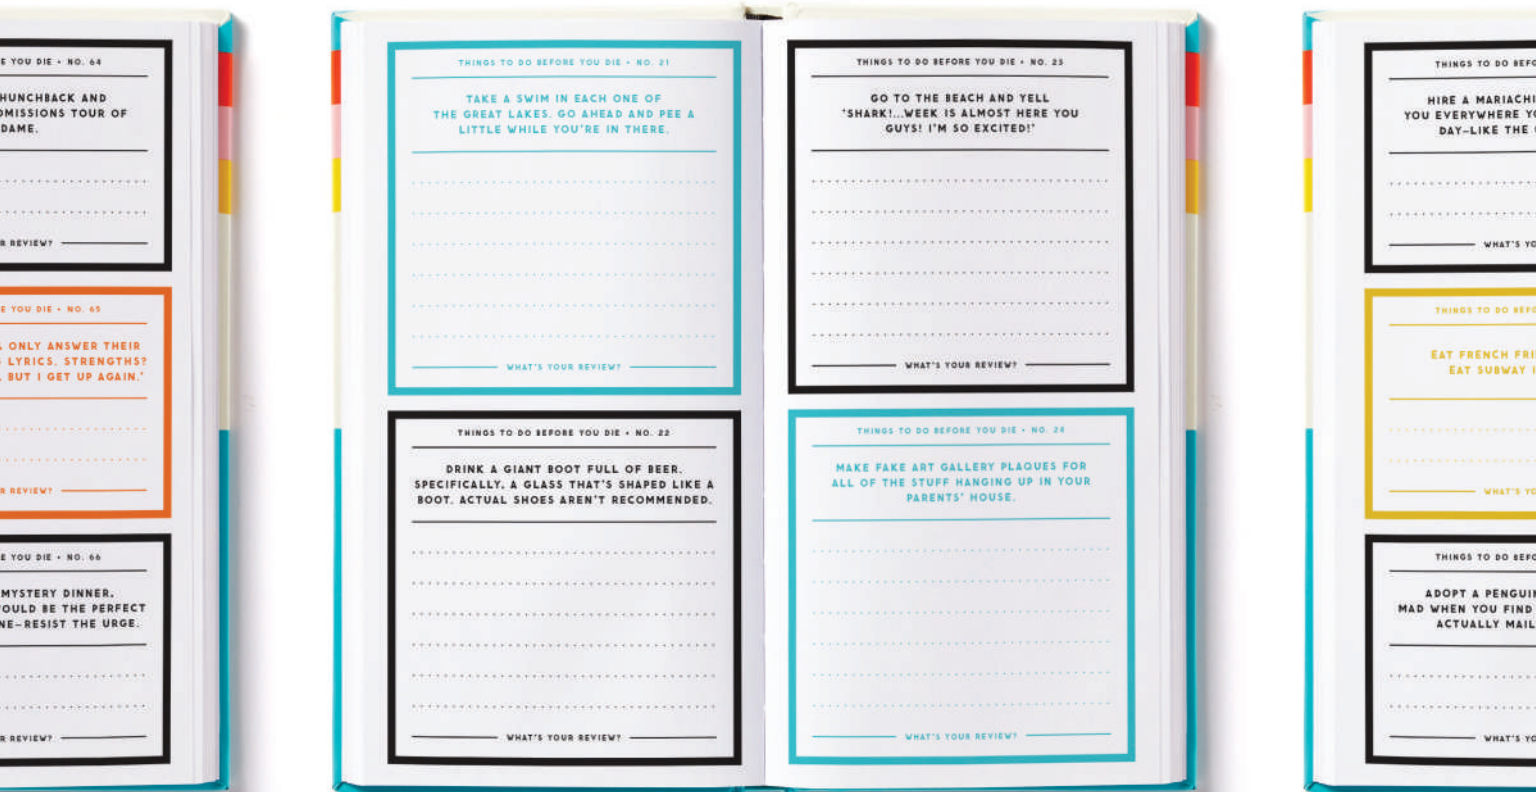 E YOU DIE • NO. 64
HUNCHBACK AND
OMISSIONS TOUR OF
DAME.
R REVIEW?
E YOU DIE • NO. 65
ONLY ANSWER THEIR
LYRICS. STRENGTHS?
BUT I GET UP AGAIN."
R REVIEW?
E YOU DIE • NO. 66
MYSTERY DINNER.
OULD BE THE PERFECT
NE—RESIST THE URGE.
R REVIEW?
THINGS TO DO BEFORE YOU DIE • NO. 21
TAKE A SWIM IN EACH ONE OF
THE GREAT LAKES. GO AHEAD AND PEE A
LITTLE WHILE YOU'RE IN THERE.
WHAT'S YOUR REVIEW?
THINGS TO DO BEFORE YOU DIE • NO. 22
DRINK A GIANT BOOT FULL OF BEER.
SPECIFICALLY, A GLASS THAT'S SHAPED LIKE A
BOOT. ACTUAL SHOES AREN'T RECOMMENDED.
WHAT'S YOUR REVIEW?
THINGS TO DO BEFORE YOU DIE • NO. 23
GO TO THE BEACH AND YELL
"SHARK!...WEEK IS ALMOST HERE YOU
GUYS! I'M SO EXCITED!"
WHAT'S YOUR REVIEW?
THINGS TO DO BEFORE YOU DIE • NO. 24
MAKE FAKE ART GALLERY PLAQUES FOR
ALL OF THE STUFF HANGING UP IN YOUR
PARENTS' HOUSE.
WHAT'S YOUR REVIEW?
THINGS TO DO BEFO
HIRE A MARIACHI
YOU EVERYWHERE YO
DAY—LIKE THE
WHAT'S YO
THINGS TO DO BEFO
EAT FRENCH FRI
EAT SUBWAY I
WHAT'S YO
THINGS TO DO BEFO
ADOPT A PENGUIN
MAD WHEN YOU FIND
ACTUALLY MAIL
WHAT'S YO